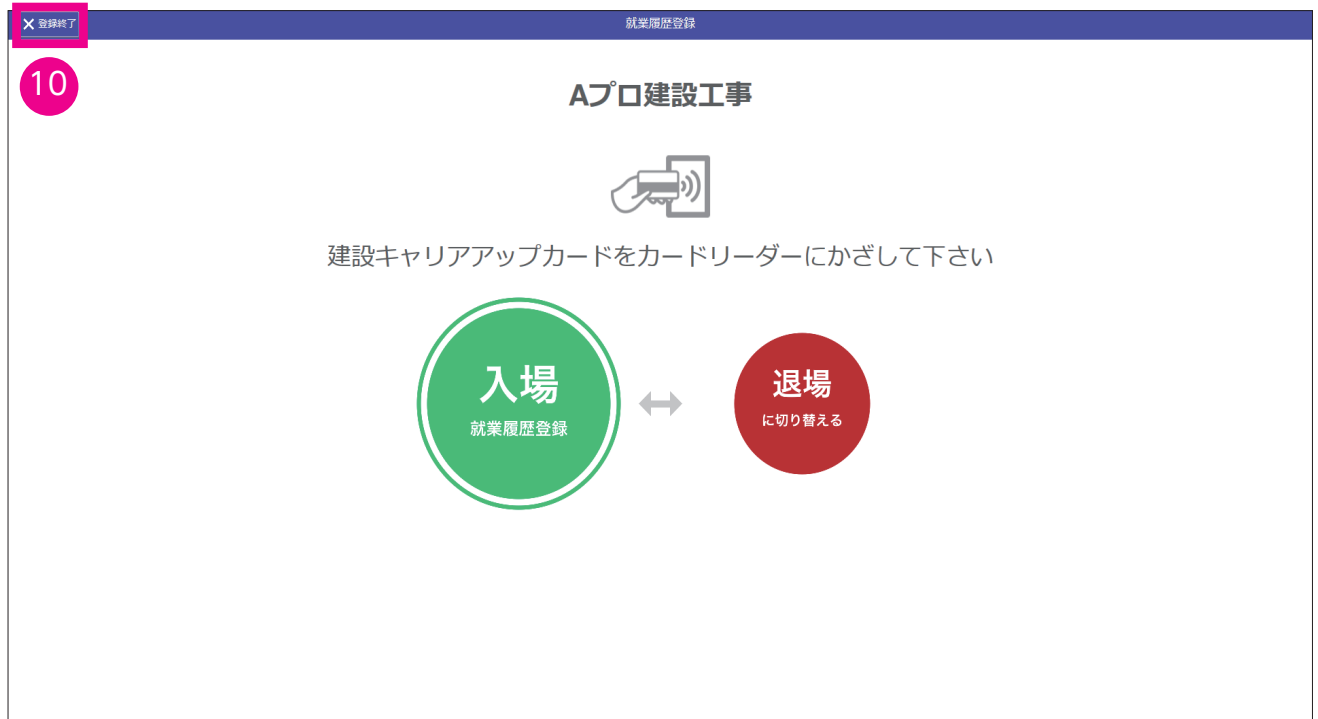 × 登録終了
就業履歴登録
10
Aプロ建設工事
建設キャリアアップカードをカードリーダーにかざして下さい
入場
就業履歴登録
退場
に切り替える